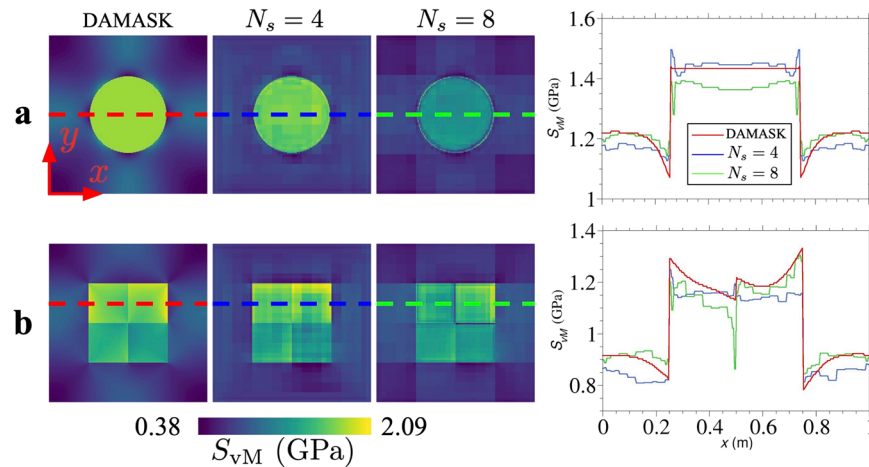 DAMASK N_s = 4 N_s = 8
a
y
x
1.6
1.4
1.2
1
S_vM (GPa)
DAMASK
N_s = 4
N_s = 8
b
1.4
1.2
1
0.8
S_vM (GPa)
0 0.2 0.4 0.6 0.8 1
x (m)
0.38 2.09
S_vM (GPa)